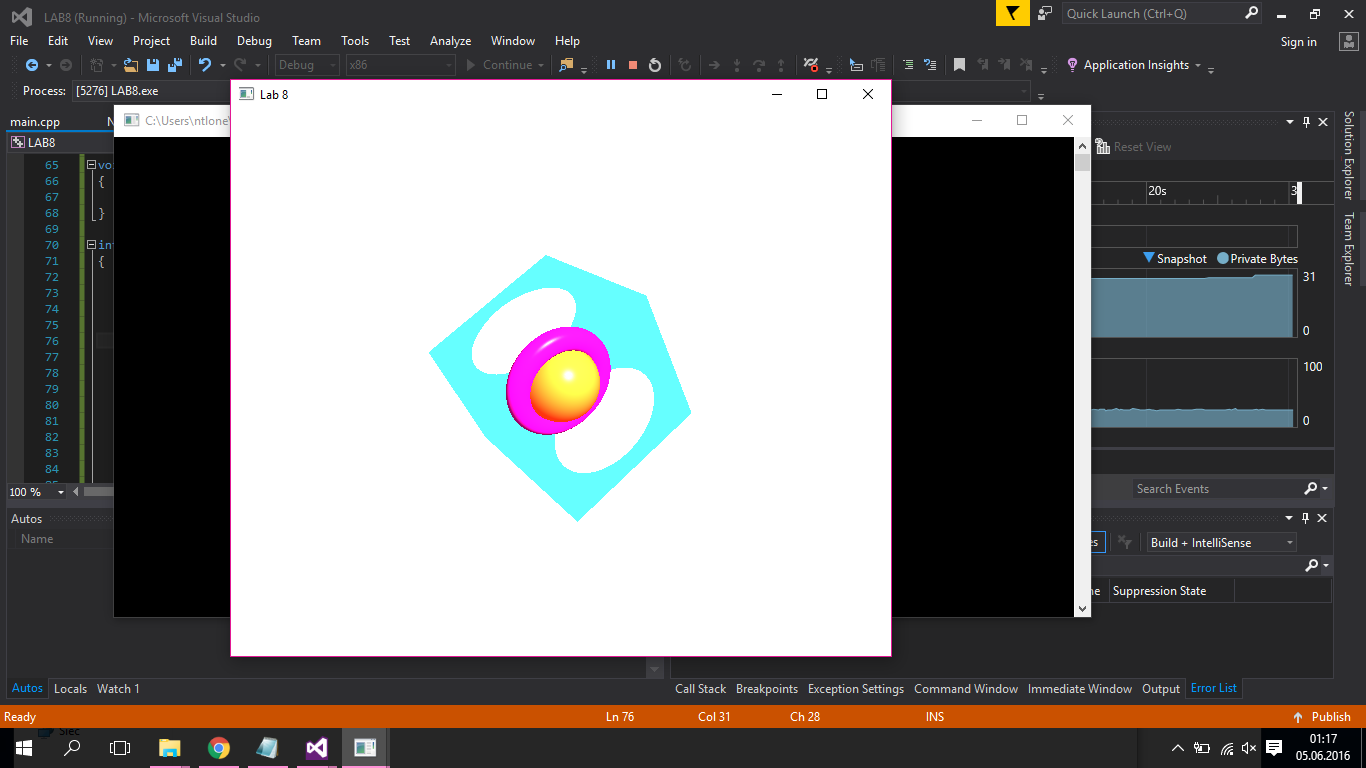 LAB8 (Running) - Microsoft Visual Studio
Quick Launch (Ctrl+Q)
File Edit View Project Build Debug Team Tools Test Analyze Window Help
Sign in
Debug x86 Continue Application Insights
Process: [5276] LAB8.exe
Lab 8
main.cpp
C:\Users\ntlone\
LAB8
Reset View
65
66 {
67
68 }
69
70
71 {
72
73
74
75
76
77
78
79
80
81
82
83
84
20s
Snapshot Private Bytes
31
0
100
0
100 %
Search Events
Autos
Name
Build + IntelliSense
Suppression State
Autos Locals Watch 1
Call Stack Breakpoints Exception Settings Command Window Immediate Window Output Error List
Solution Explorer
Team Explorer
Ready Ln 76 Col 31 Ch 28 INS Publish
Sieć
01:17
05.06.2016